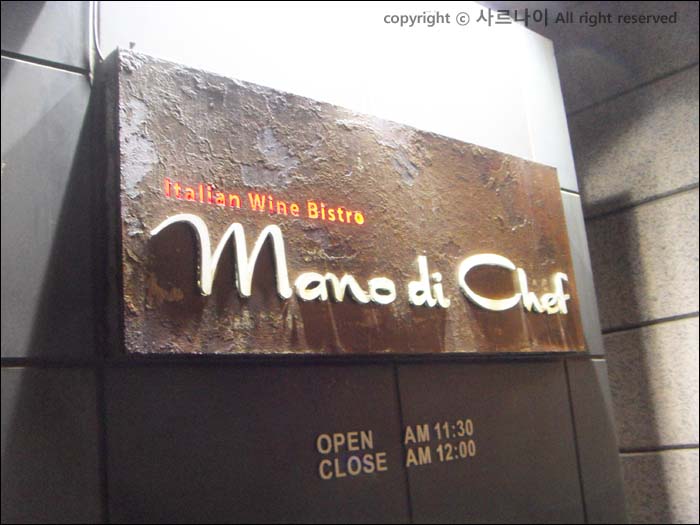 copyright ⓒ 사르나이 All right reserved
Italian Wine Bistro
Mano di Chef
OPEN AM 11:30
CLOSE AM 12:00